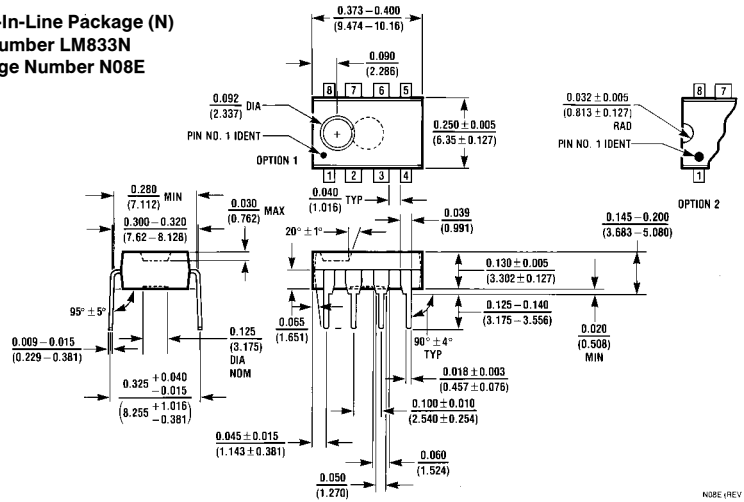 -In-Line Package (N)
umber LM833N
ge Number N08E
0.373–0.400
(9.474–10.16)
0.090
(2.286)
8 7 6 5
0.092
(2.337) DIA
PIN NO. 1 IDENT
OPTION 1
1 2 3 4
0.250 ± 0.005
(6.35 ± 0.127)
0.032 ± 0.005
(0.813 ± 0.127)
RAD
PIN NO. 1 IDENT
8 7
1
OPTION 2
0.280
(7.112) MIN
0.300–0.320
(7.62–8.128)
0.030
(0.762) MAX
0.040
(1.016) TYP
20° ±1°
0.039
(0.991)
0.145–0.200
(3.683–5.080)
0.130 ± 0.005
(3.302 ± 0.127)
0.125–0.140
(3.175–3.556)
0.020
(0.508)
MIN
95° ±5°
0.009–0.015
(0.229–0.381)
0.125
(3.175)
DIA
NOM
0.065
(1.651)
90° ±4°
TYP
0.325 +0.040
−0.015
(8.255 +1.016
−0.381)
0.018 ± 0.003
(0.457 ± 0.076)
0.100 ± 0.010
(2.540 ± 0.254)
0.045 ± 0.015
(1.143 ± 0.381)
0.060
(1.524)
0.050
(1.270)
N08E (REV